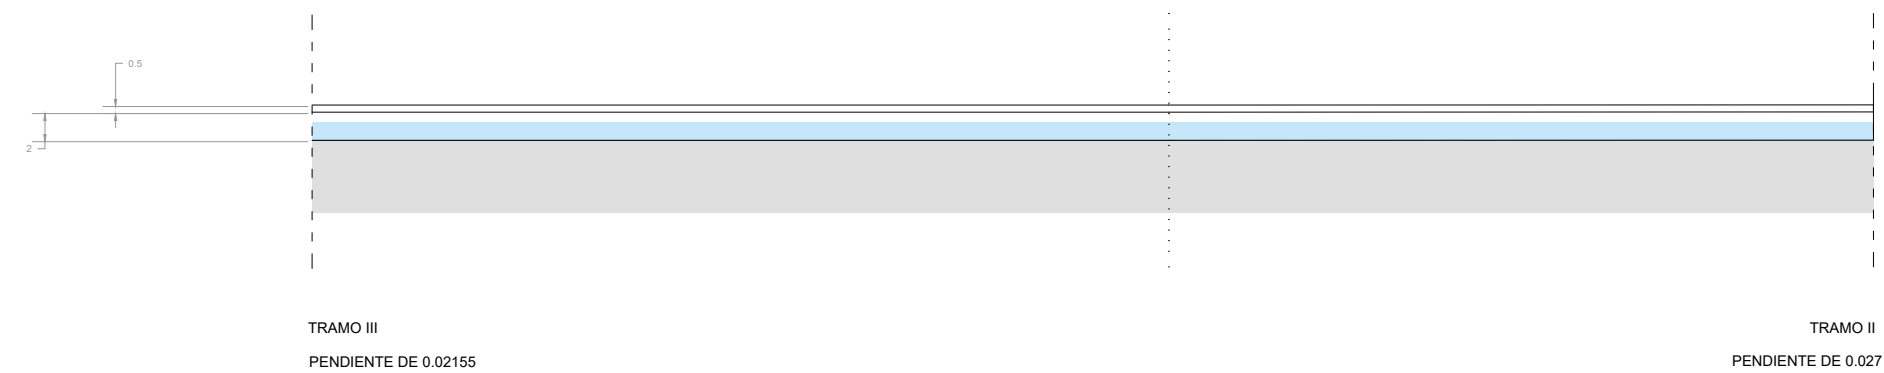 0.5
2
TRAMO III
TRAMO II
PENDIENTE DE 0.02155
PENDIENTE DE 0.027